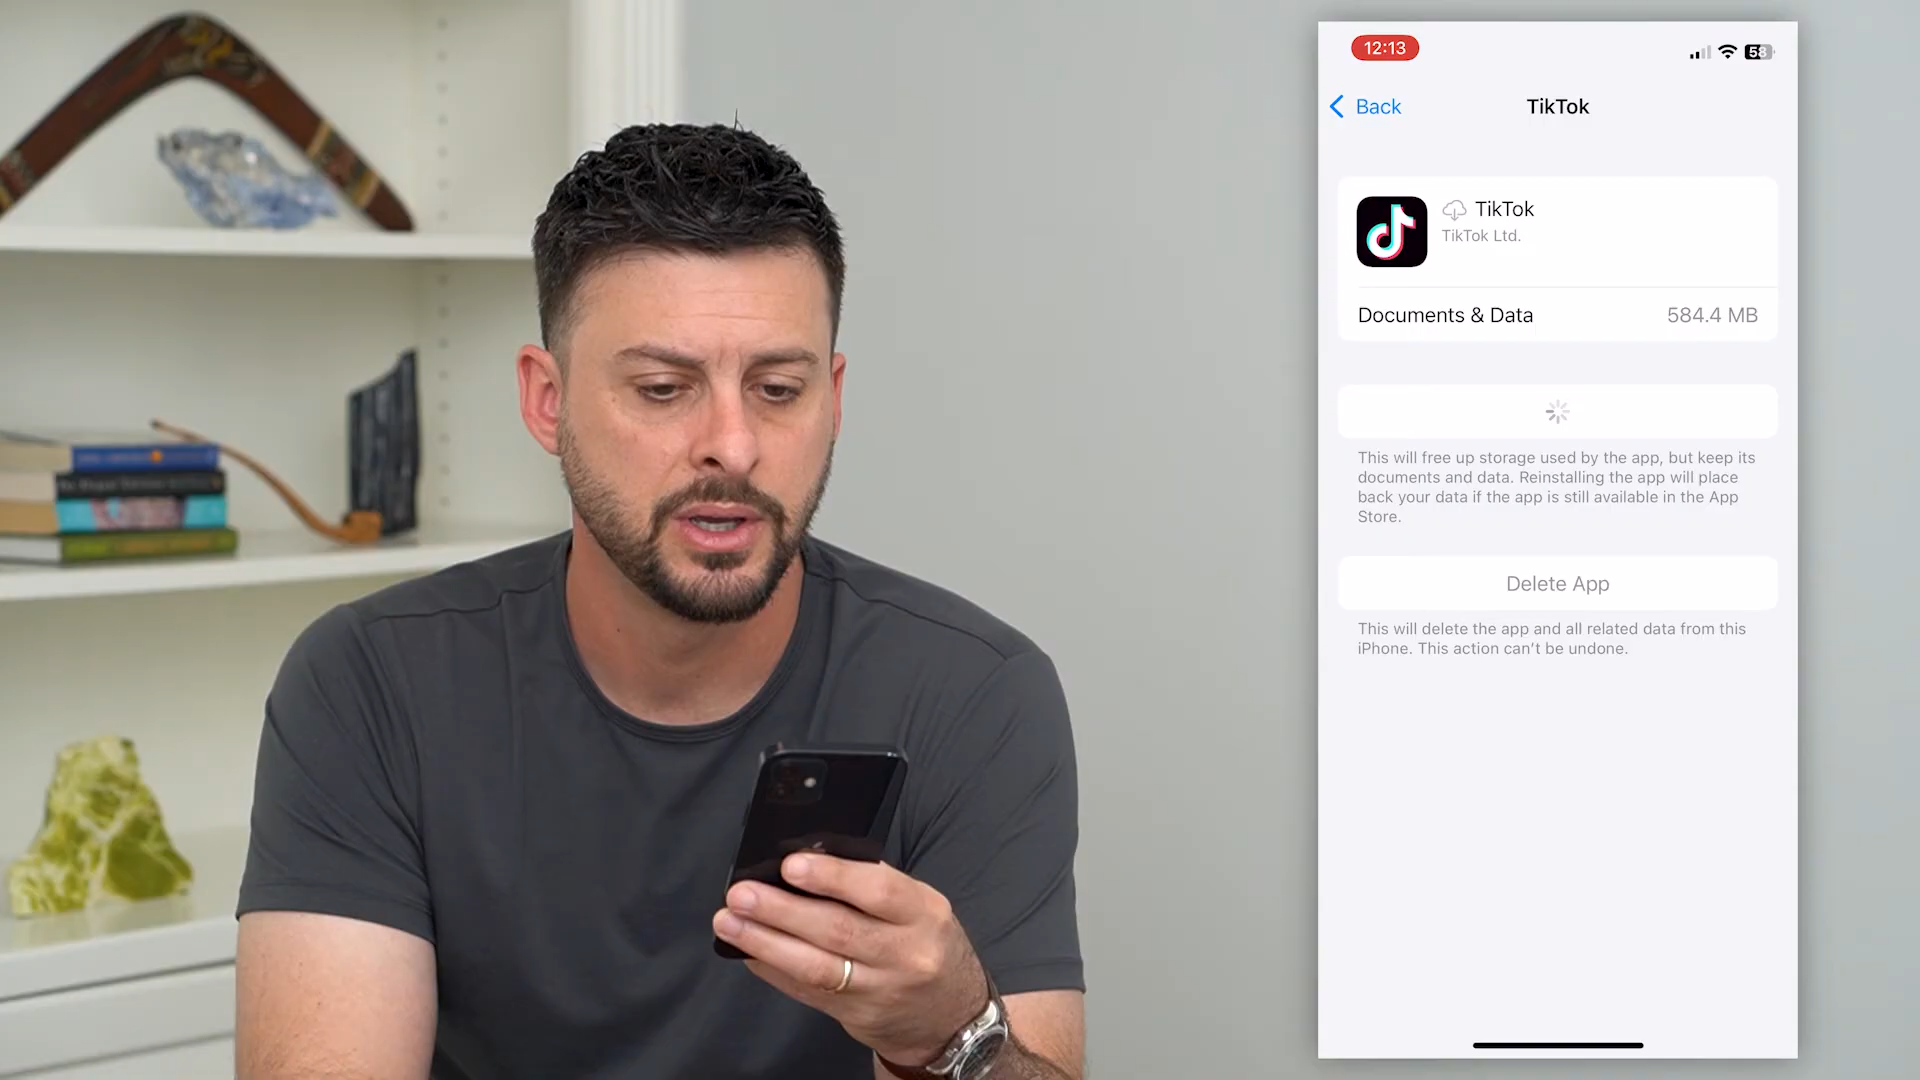 12:13
58
Back
TikTok
TikTok
TikTok Ltd.
Documents & Data 584.4 MB
This will free up storage used by the app, but keep its
documents and data. Reinstalling the app will place
back your data if the app is still available in the App
Store.
Delete App
This will delete the app and all related data from this
iPhone. This action can't be undone.